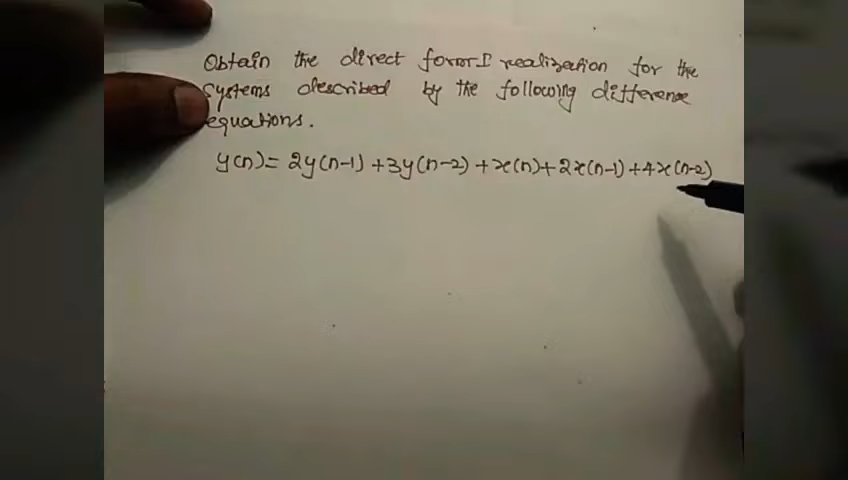 Obtain the direct form-I realization for the
systems described by the following difference
equations.
y(n)= 2y(n-1) +3y(n-2) +x(n)+2x(n-1) +4x(n-2)